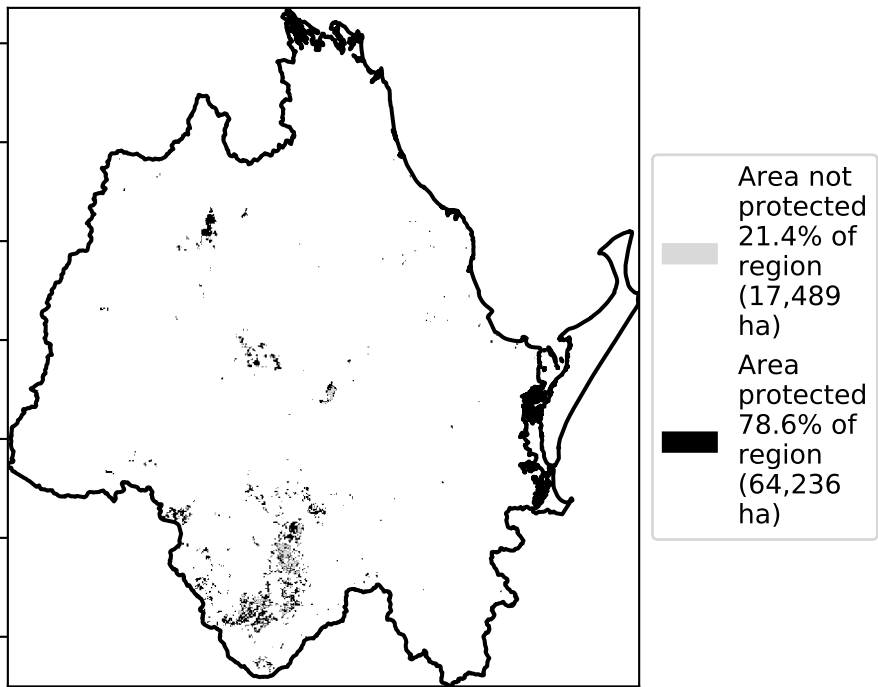 Area not
protected
21.4% of
region
(17,489
ha)
Area
protected
78.6% of
region
(64,236
ha)